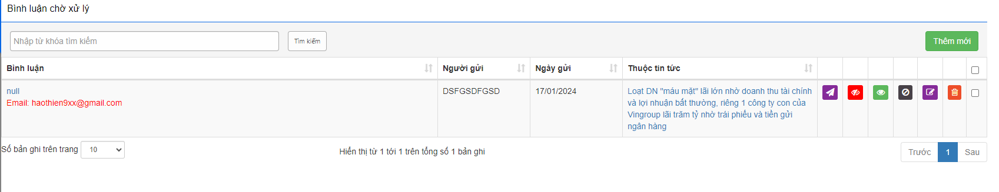 Bình luận chờ xử lý
Nhập từ khóa tìm kiếm
Tìm kiếm
Thêm mới
Bình luận
Người gửi
Ngày gửi
Thuộc tin tức
null
Email: haothien9xx@gmail.com
DSFGSDFGSD
17/01/2024
Loạt DN "máu mặt" lãi lớn nhờ doanh thu tài chính
và lợi nhuận bất thường, riêng 1 công ty con của
Vingroup lãi trăm tỷ nhờ trái phiếu và tiền gửi
ngân hàng
Số bản ghi trên trang 10
Hiển thị từ 1 tới 1 trên tổng số 1 bản ghi
Trước 1 Sau